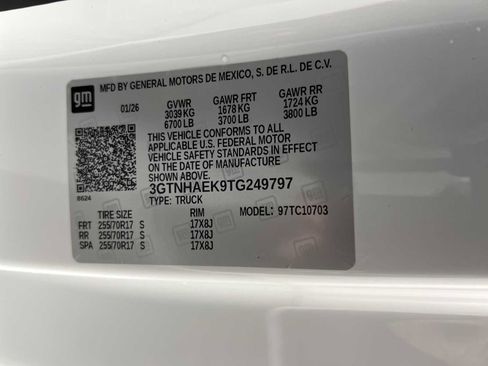 MFD BY GENERAL MOTORS DE MEXICO, S. DE R.L. DE C.V.
gm
01/26 GVWR GAWR FRT GAWR RR
3039 KG 1678 KG 1724 KG
6700 LB 3700 LB 3800 LB
THIS VEHICLE CONFORMS TO ALL
APPLICABLE U.S. FEDERAL MOTOR
VEHICLE SAFETY STANDARDS IN EFFECT
ON THE DATE OF MANUFACTURE
SHOWN ABOVE.
3GTNHAEK9TG249797
8624 TYPE: TRUCK
TIRE SIZE RIM MODEL: 97TC10703
FRT 255/70R17 S 17X8J
RR 255/70R17 S 17X8J
SPA 255/70R17 S 17X8J